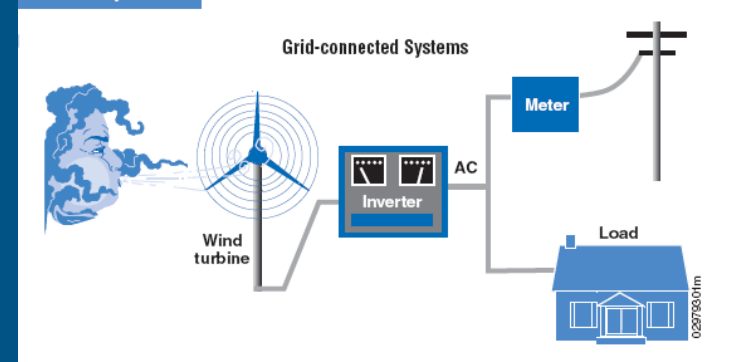 Grid-connected Systems
Meter
AC
Inverter
Wind
turbine
Load
02979301m